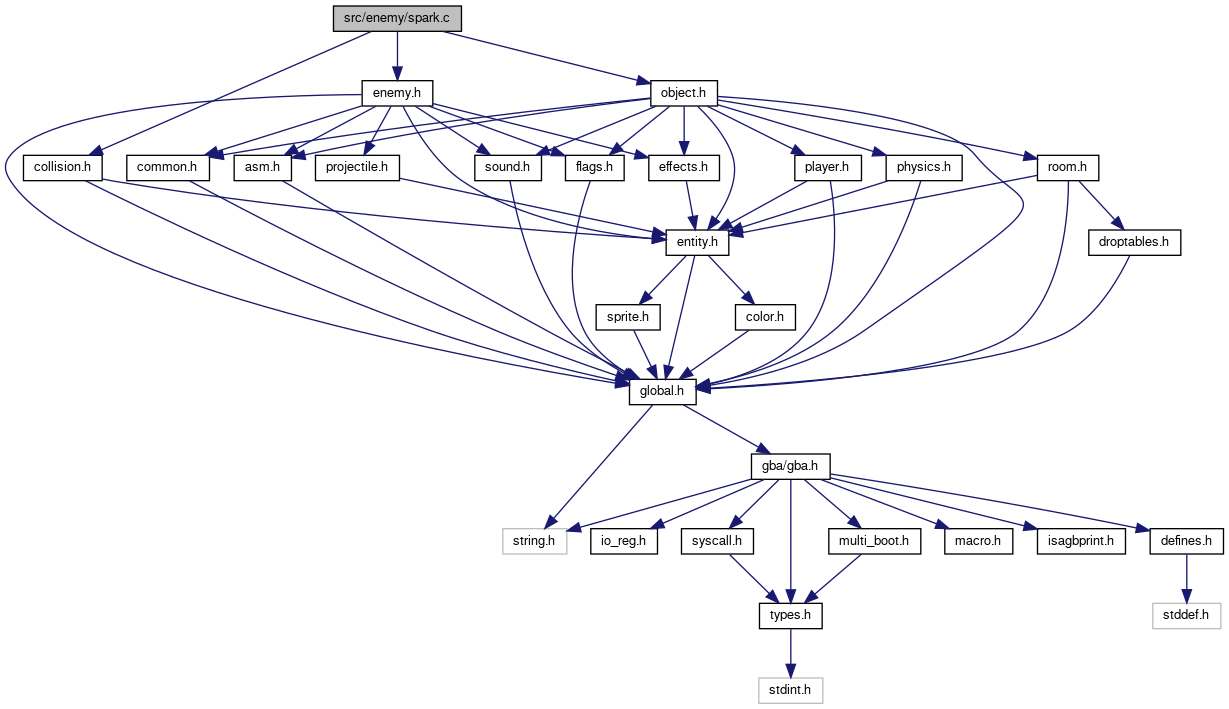 src/enemy/spark.c
enemy.h
object.h
collision.h
common.h
asm.h
projectile.h
sound.h
flags.h
effects.h
player.h
physics.h
room.h
entity.h
droptables.h
sprite.h
color.h
global.h
gba/gba.h
string.h
io_reg.h
syscall.h
multi_boot.h
macro.h
isagbprint.h
defines.h
types.h
stddef.h
stdint.h